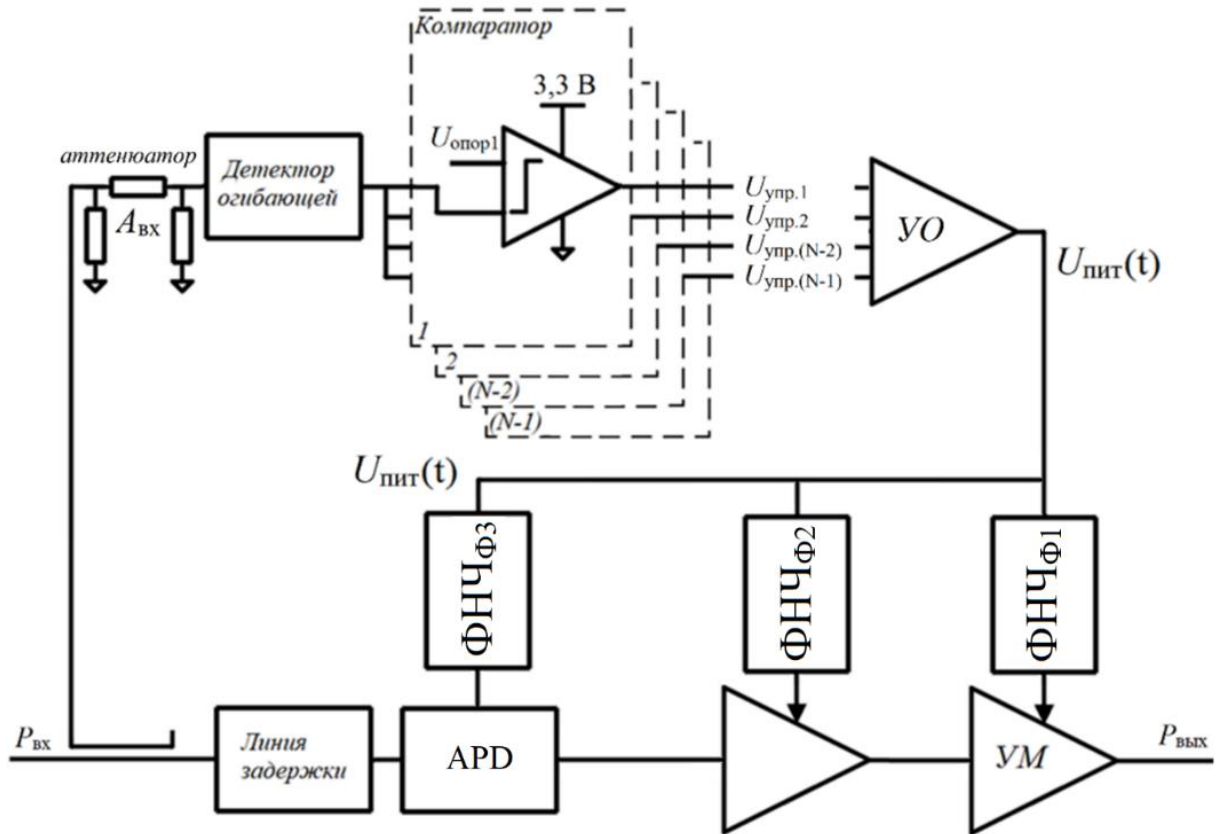 Компаратор
3,3 В
Uопор1
аттенюатор
Детектор
огибающей
Aвх
Uупр.1
Uупр.2
Uупр.(N-2)
Uупр.(N-1)
УО
Uпит(t)
1
2
(N-2)
(N-1)
Uпит(t)
ФНЧФ3
ФНЧФ2
ФНЧФ1
Pвх
Линия
задержки
APD
УМ
Pвых